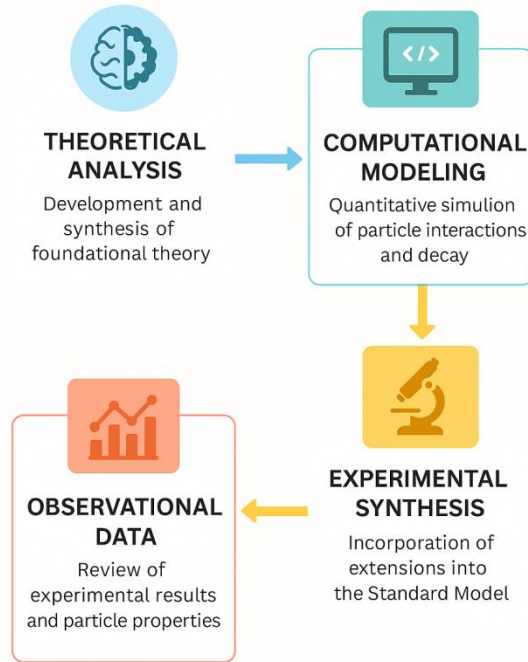 </>
THEORETICAL
ANALYSIS
Development and
synthesis of
foundational theory
COMPUTATIONAL
MODELING
Quantitative simulion
of particle interactions
and decay
EXPERIMENTAL
SYNTHESIS
Incorporation of
extensions into
the Standard Model
OBSERVATIONAL
DATA
Review of
experimental results
and particle properties